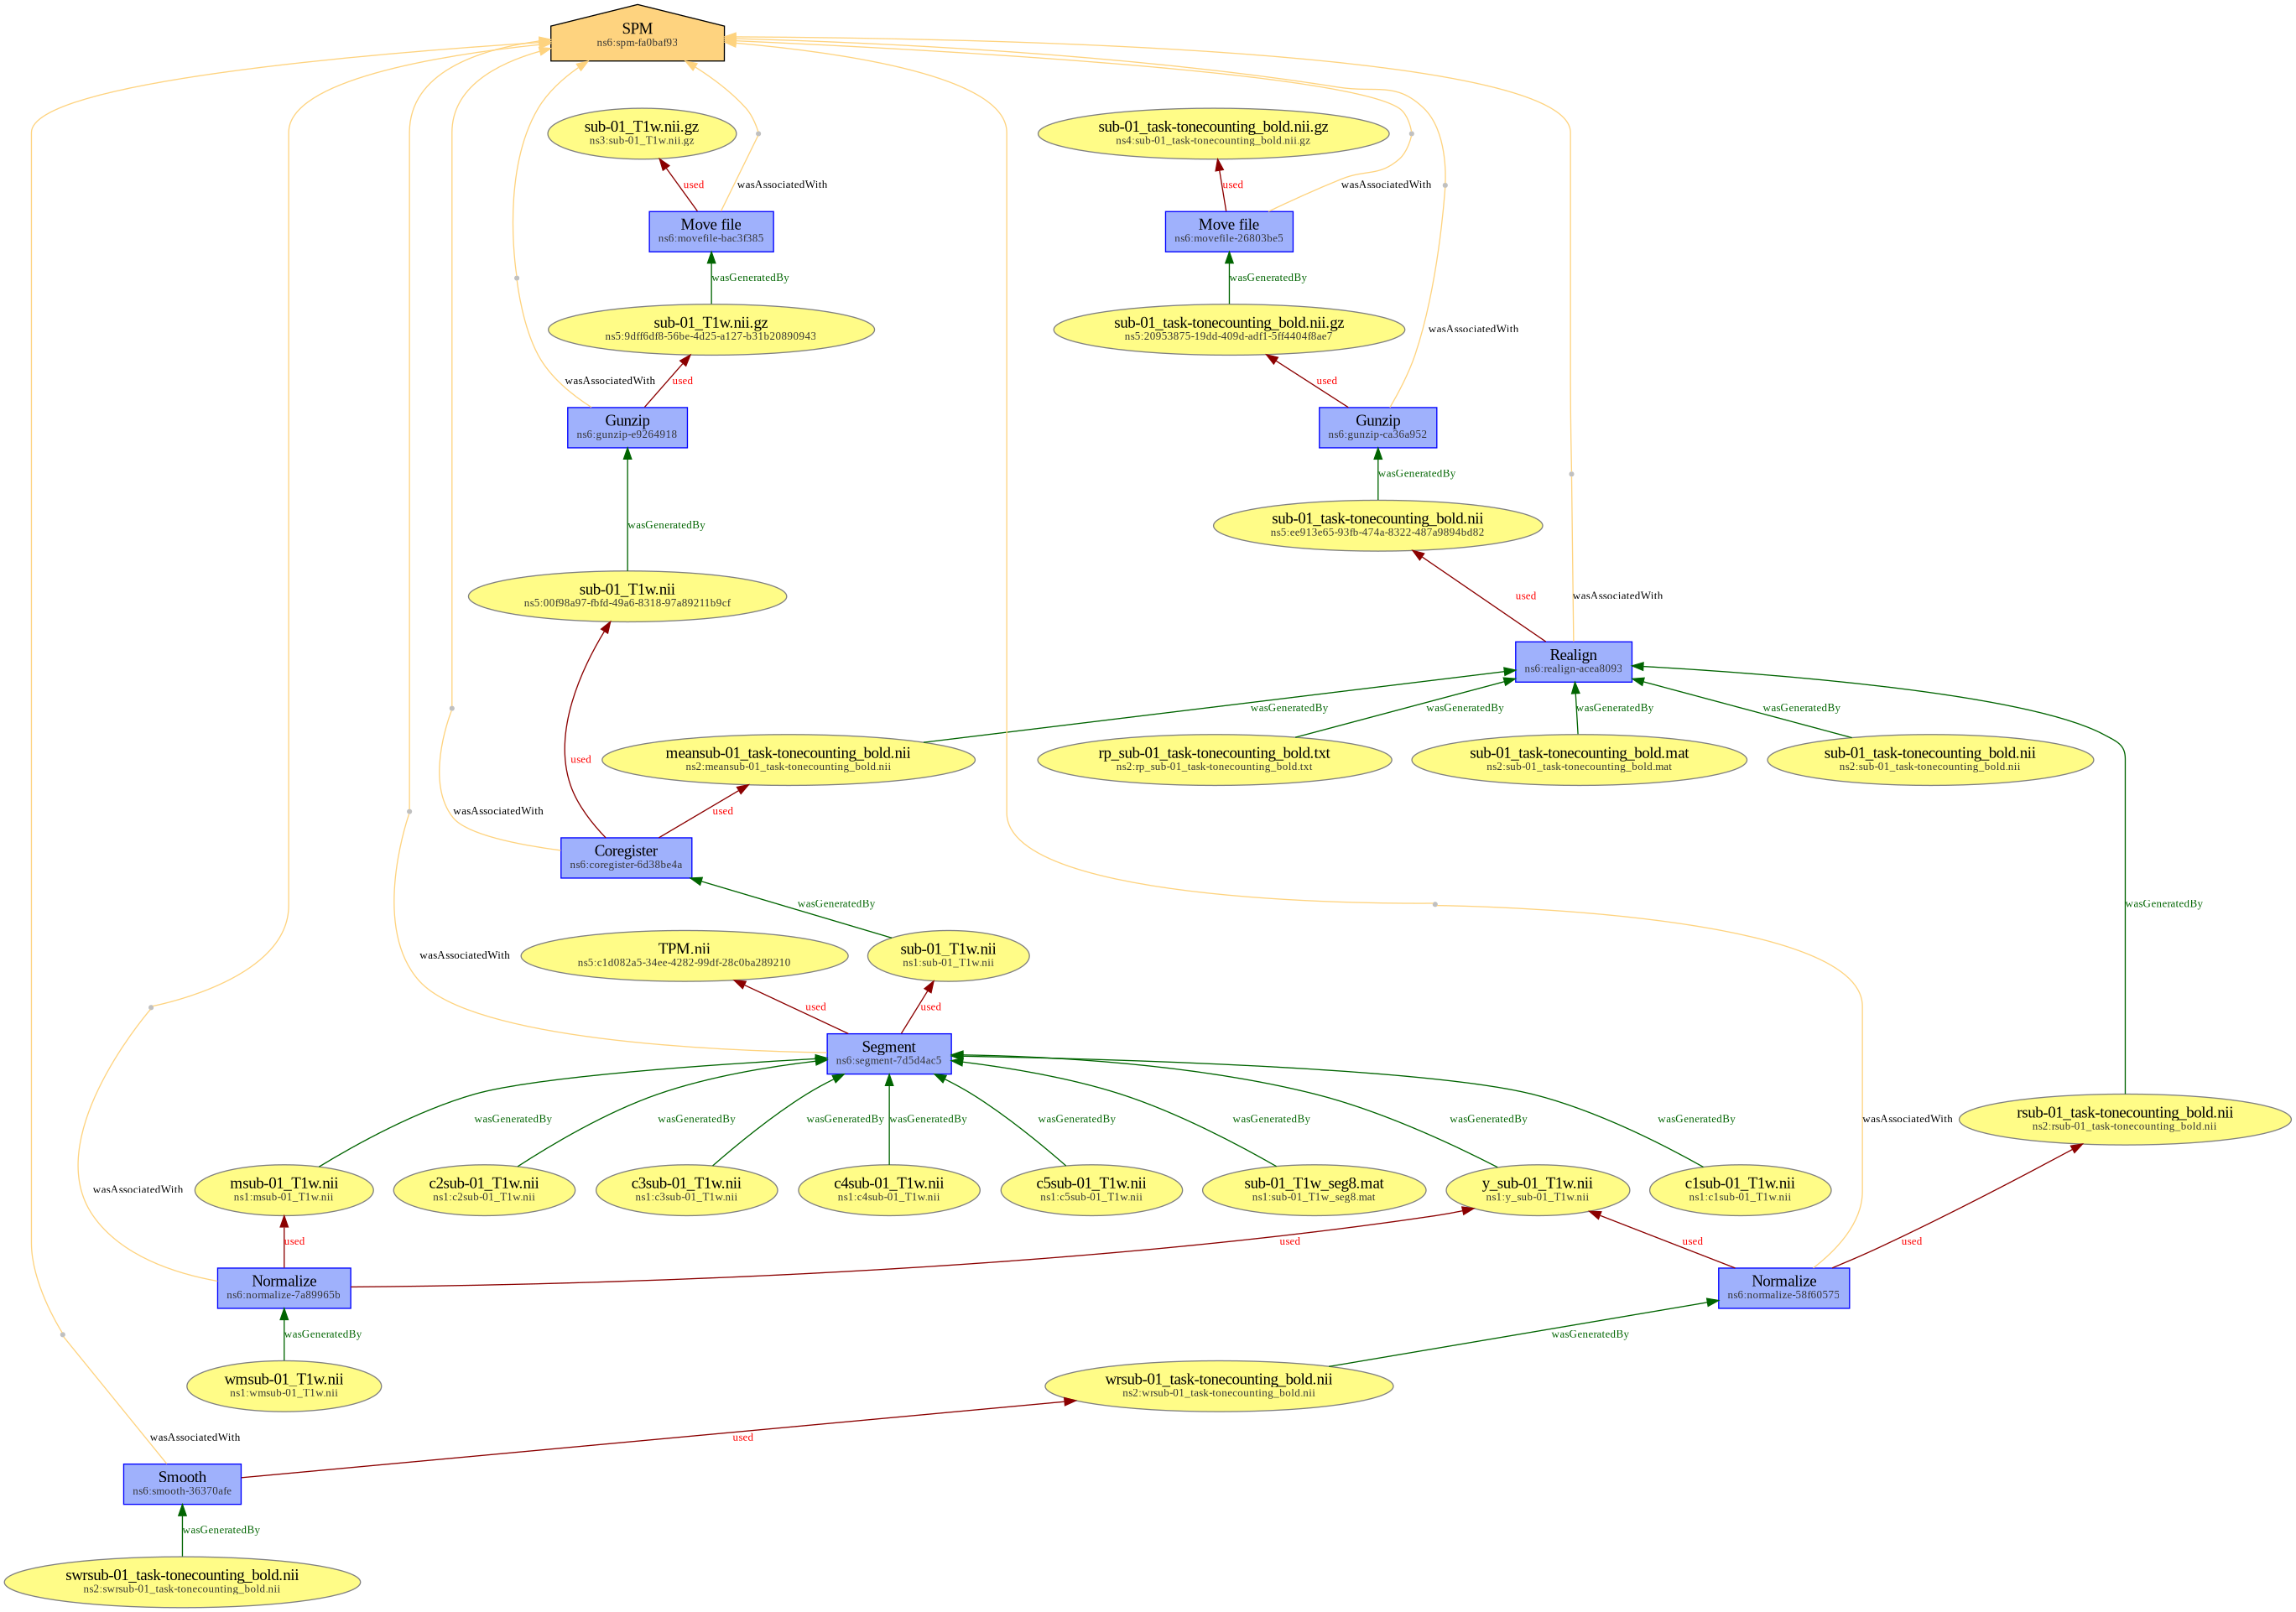 SPM
ns6:spm-fa0baf93
sub-01_T1w.nii.gz
ns3:sub-01_T1w.nii.gz
sub-01_task-tonecounting_bold.nii.gz
ns4:sub-01_task-tonecounting_bold.nii.gz
used
wasAssociatedWith
used
wasAssociatedWith
Move file
ns6:movefile-bac3f385
Move file
ns6:movefile-26803be5
wasGeneratedBy
wasGeneratedBy
sub-01_T1w.nii.gz
ns5:9dff6df8-56be-4d25-a127-b31b20890943
sub-01_task-tonecounting_bold.nii.gz
ns5:20953875-19dd-409d-adf1-5ff4404f8ae7
wasAssociatedWith
wasAssociatedWith
used
used
Gunzip
ns6:gunzip-e9264918
Gunzip
ns6:gunzip-ca36a952
wasGeneratedBy
wasGeneratedBy
sub-01_task-tonecounting_bold.nii
ns5:ee913e65-93fb-474a-8322-487a9894bd82
sub-01_T1w.nii
ns5:00f98a97-fbfd-49a6-8318-97a89211b9cf
used
wasAssociatedWith
Realign
ns6:realign-acea8093
wasGeneratedBy
wasGeneratedBy
wasGeneratedBy
wasGeneratedBy
used
meansub-01_task-tonecounting_bold.nii
ns2:meansub-01_task-tonecounting_bold.nii
rp_sub-01_task-tonecounting_bold.txt
ns2:rp_sub-01_task-tonecounting_bold.txt
sub-01_task-tonecounting_bold.mat
ns2:sub-01_task-tonecounting_bold.mat
sub-01_task-tonecounting_bold.nii
ns2:sub-01_task-tonecounting_bold.nii
wasAssociatedWith
used
Coregister
ns6:coregister-6d38be4a
wasGeneratedBy
wasGeneratedBy
TPM.nii
ns5:c1d082a5-34ee-4282-99df-28c0ba289210
sub-01_T1w.nii
ns1:sub-01_T1w.nii
wasAssociatedWith
used
used
Segment
ns6:segment-7d5d4ac5
wasGeneratedBy
wasGeneratedBy
wasGeneratedBy
wasGeneratedBy
wasGeneratedBy
wasGeneratedBy
wasGeneratedBy
wasGeneratedBy
wasAssociatedWith
rsub-01_task-tonecounting_bold.nii
ns2:rsub-01_task-tonecounting_bold.nii
wasAssociatedWith
msub-01_T1w.nii
ns1:msub-01_T1w.nii
c2sub-01_T1w.nii
ns1:c2sub-01_T1w.nii
c3sub-01_T1w.nii
ns1:c3sub-01_T1w.nii
c4sub-01_T1w.nii
ns1:c4sub-01_T1w.nii
c5sub-01_T1w.nii
ns1:c5sub-01_T1w.nii
sub-01_T1w_seg8.mat
ns1:sub-01_T1w_seg8.mat
y_sub-01_T1w.nii
ns1:y_sub-01_T1w.nii
c1sub-01_T1w.nii
ns1:c1sub-01_T1w.nii
used
used
used
used
Normalize
ns6:normalize-7a89965b
Normalize
ns6:normalize-58f60575
wasGeneratedBy
wasGeneratedBy
wmsub-01_T1w.nii
ns1:wmsub-01_T1w.nii
wrsub-01_task-tonecounting_bold.nii
ns2:wrsub-01_task-tonecounting_bold.nii
wasAssociatedWith
used
Smooth
ns6:smooth-36370afe
wasGeneratedBy
swrsub-01_task-tonecounting_bold.nii
ns2:swrsub-01_task-tonecounting_bold.nii